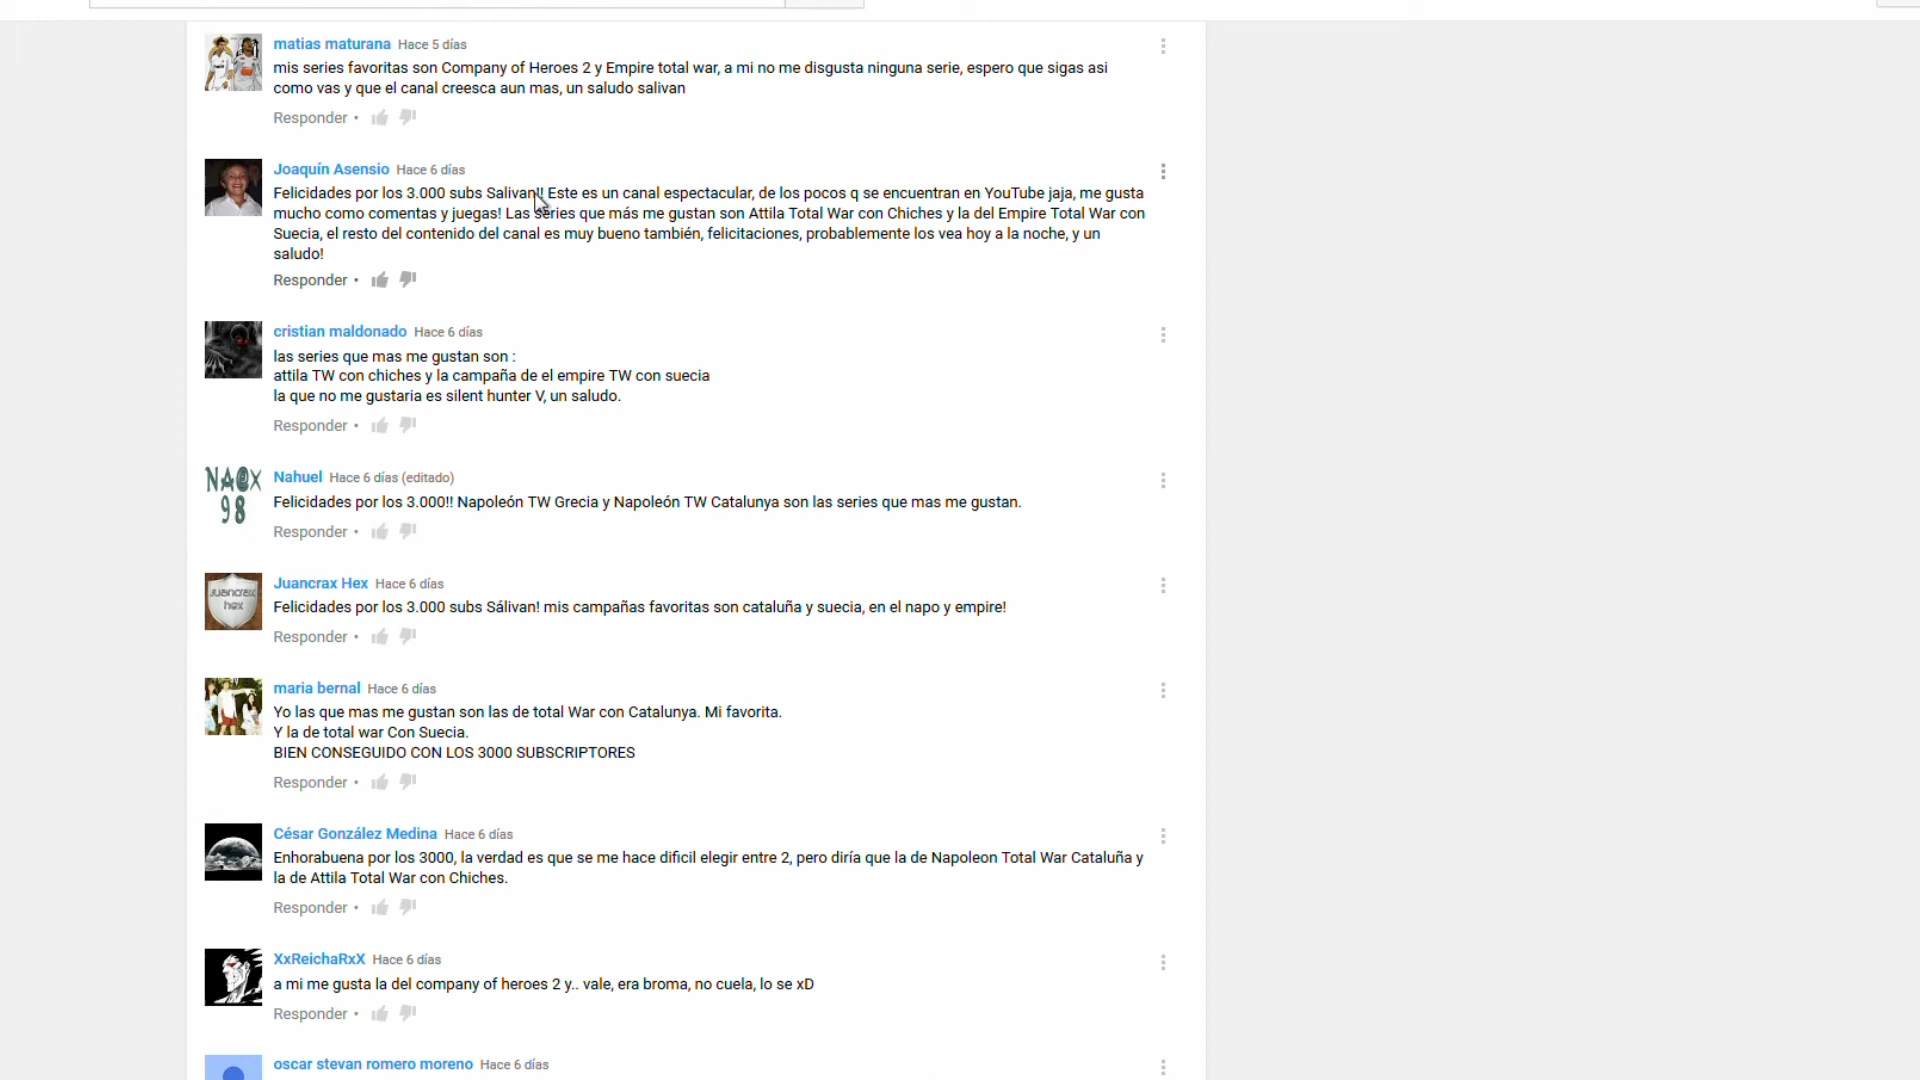 matias maturana Hace 5 días
mis series favoritas son Company of Heroes 2 y Empire total war, a mi no me disgusta ninguna serie, espero que sigas asi
como vas y que el canal creesca aun mas, un saludo salivan
Responder •
Joaquín Asensio Hace 6 días
Felicidades por los 3.000 subs Salivan!! Este es un canal espectacular, de los pocos q se encuentran en YouTube jaja, me gusta
mucho como comentas y juegas! Las series que más me gustan son Attila Total War con Chiches y la del Empire Total War con
Suecia, el resto del contenido del canal es muy bueno también, felicitaciones, probablemente los vea hoy a la noche, y un
saludo!
Responder •
cristian maldonado Hace 6 días
las series que mas me gustan son :
attila TW con chiches y la campaña de el empire TW con suecia
la que no me gustaria es silent hunter V, un saludo.
Responder •
NAOX
98
Nahuel Hace 6 días (editado)
Felicidades por los 3.000!! Napoleón TW Grecia y Napoleón TW Catalunya son las series que mas me gustan.
Responder •
Juancrax
hex
Juancrax Hex Hace 6 días
Felicidades por los 3.000 subs Sálivan! mis campañas favoritas son cataluña y suecia, en el napo y empire!
Responder •
maria bernal Hace 6 días
Yo las que mas me gustan son las de total War con Catalunya. Mi favorita.
Y la de total war Con Suecia.
BIEN CONSEGUIDO CON LOS 3000 SUBSCRIPTORES
Responder •
César González Medina Hace 6 días
Enhorabuena por los 3000, la verdad es que se me hace dificil elegir entre 2, pero diría que la de Napoleon Total War Cataluña y
la de Attila Total War con Chiches.
Responder •
XxReichaRxX Hace 6 días
a mi me gusta la del company of heroes 2 y.. vale, era broma, no cuela, lo se xD
Responder •
oscar stevan romero moreno Hace 6 días